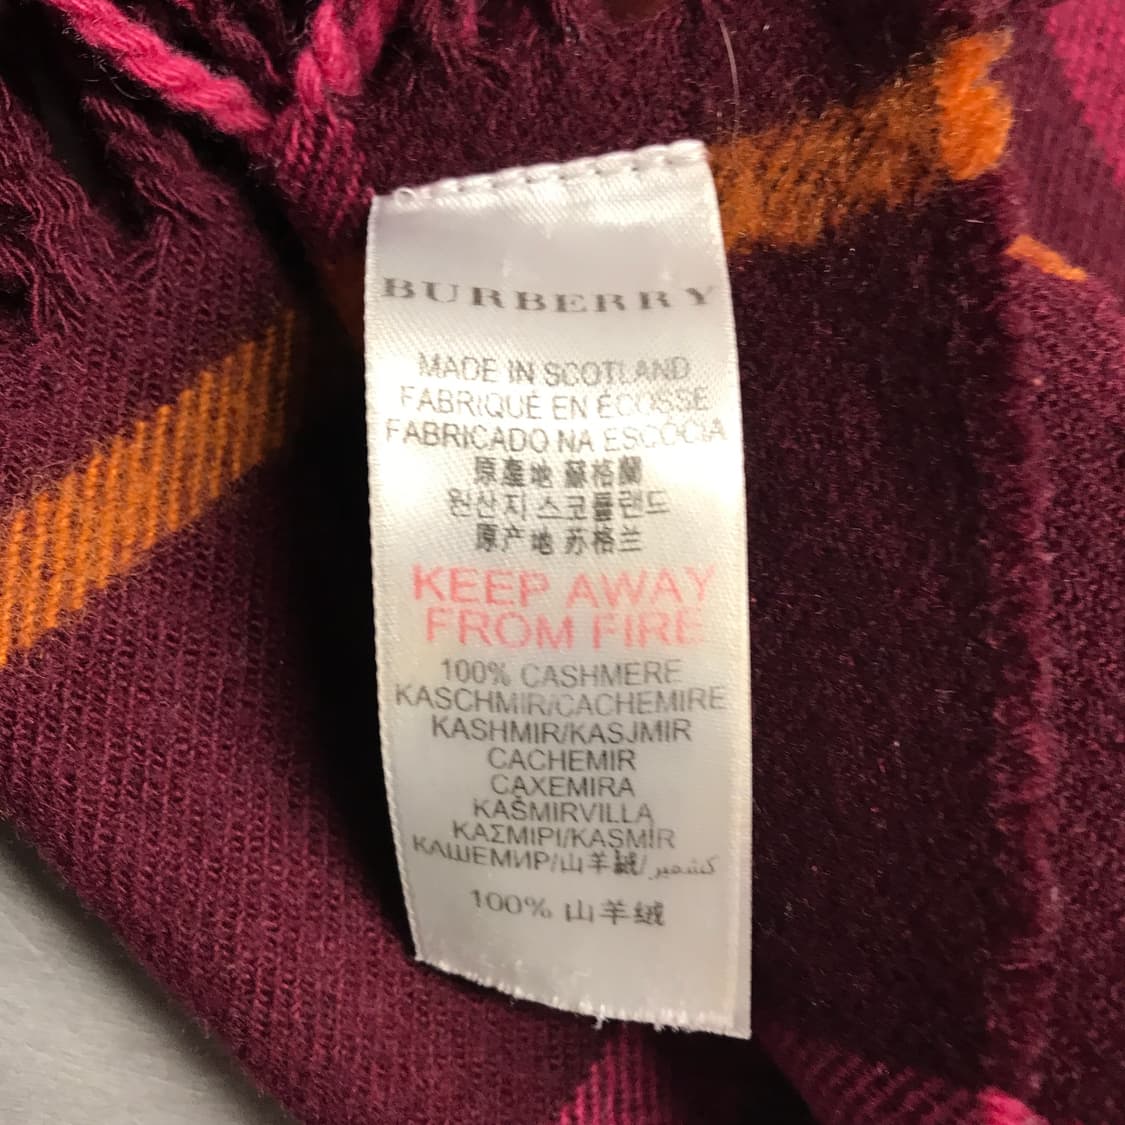 BURBERRY
MADE IN SCOTLAND
FABRIQUÉ EN ÉCOSSE
FABRICADO NA ESCÓCIA
原產地 蘇格蘭
원산지 스코틀랜드
原产地 苏格兰
KEEP AWAY
FROM FIRE
100% CASHMERE
KASCHMIR/CACHEMIRE
KASHMIR/KASJMIR
CACHEMIR
CAXEMIRA
KAŠMIRVILLA
ΚΑΣΜΙΡΙ/KAŞMİR
КАШЕМИР/山羊絨/كشمير
100% 山羊绒